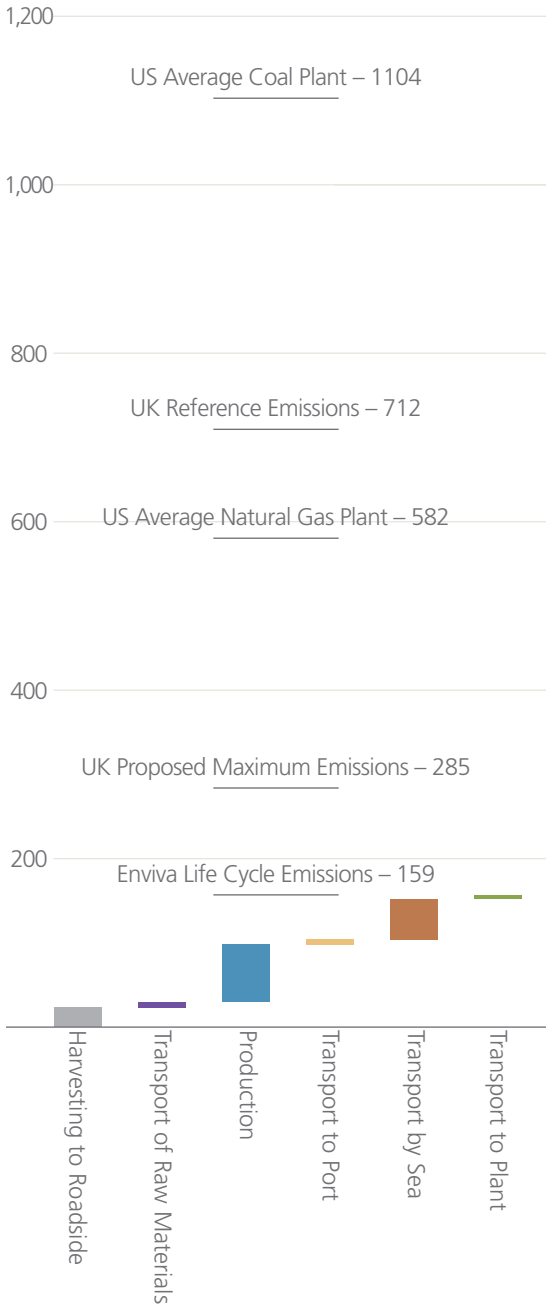 1,200
US Average Coal Plant – 1104
1,000
800
UK Reference Emissions – 712
600
US Average Natural Gas Plant – 582
400
UK Proposed Maximum Emissions – 285
200
Enviva Life Cycle Emissions – 159
Harvesting to Roadside
Transport of Raw Materials
Production
Transport to Port
Transport by Sea
Transport to Plant